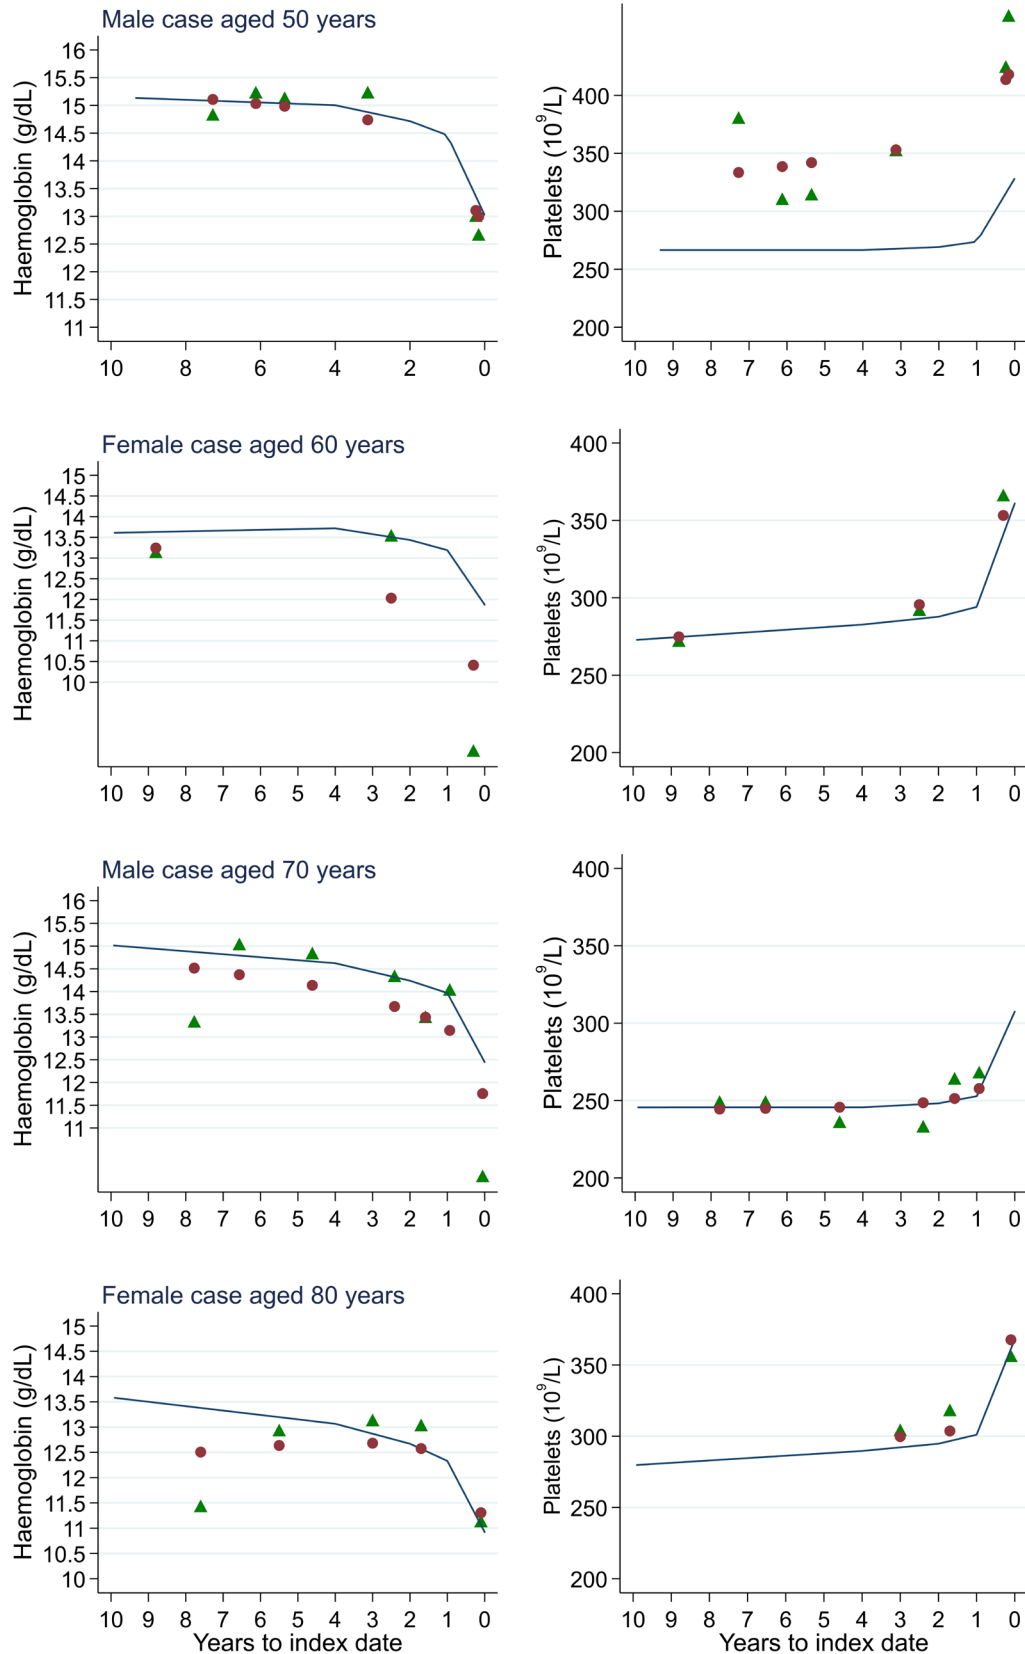 Male case aged 50 years
Haemoglobin (g/dL)
16
15.5
15
14.5
14
13.5
13
12.5
12
11.5
11
10 8 6 4 2 0
Platelets (10⁹/L)
400
350
300
250
200
10 9 8 7 6 5 4 3 2 1 0
Female case aged 60 years
Haemoglobin (g/dL)
15
14.5
14
13.5
13
12.5
12
11.5
11
10.5
10
10 9 8 7 6 5 4 3 2 1 0
Platelets (10⁹/L)
400
350
300
250
200
10 9 8 7 6 5 4 3 2 1 0
Male case aged 70 years
Haemoglobin (g/dL)
16
15.5
15
14.5
14
13.5
13
12.5
12
11.5
11
10 9 8 7 6 5 4 3 2 1 0
Platelets (10⁹/L)
400
350
300
250
200
10 9 8 7 6 5 4 3 2 1 0
Female case aged 80 years
Haemoglobin (g/dL)
15
14.5
14
13.5
13
12.5
12
11.5
11
10.5
10
10 9 8 7 6 5 4 3 2 1 0
Years to index date
Platelets (10⁹/L)
400
350
300
250
200
10 9 8 7 6 5 4 3 2 1 0
Years to index date